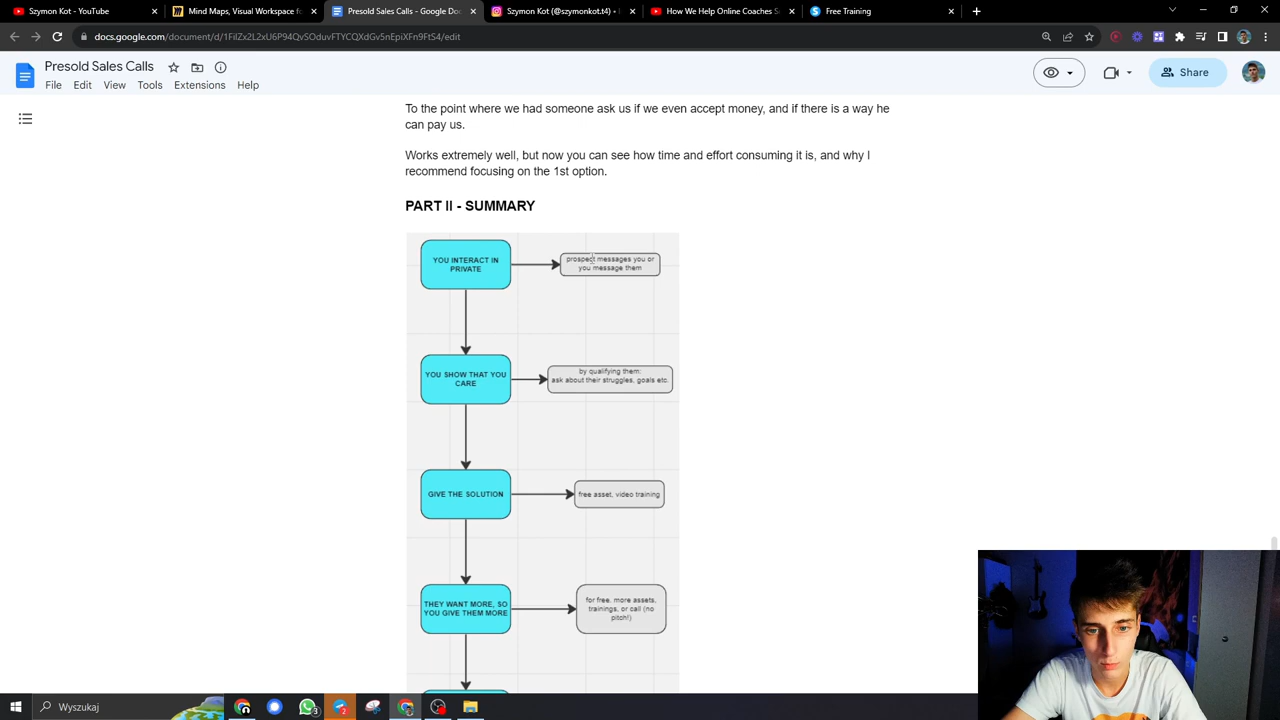 Szymon Kot - YouTube
Mind Maps, Visual Workspace fo
Presold Sales Calls - Google Doc
Szymon Kot (@szymonkot.t4) •
How We Help Online Coaches S
Free Training
docs.google.com/document/d/1FilZx2L2xU6P94QvSOduvFTYCQXdGv5nEpiXFn9FtS4/edit
Presold Sales Calls
File Edit View Tools Extensions Help
Share
To the point where we had someone ask us if we even accept money, and if there is a way he
can pay us.
Works extremely well, but now you can see how time and effort consuming it is, and why I
recommend focusing on the 1st option.
PART II - SUMMARY
YOU INTERACT IN
PRIVATE
prospect messages you or
you message them
YOU SHOW THAT YOU
CARE
by qualifying them:
ask about their struggles, goals etc.
GIVE THE SOLUTION
free asset, video training
THEY WANT MORE, SO
YOU GIVE THEM MORE
for free. more assets,
trainings, or call (no
pitch!)
Wyszukaj
3
2